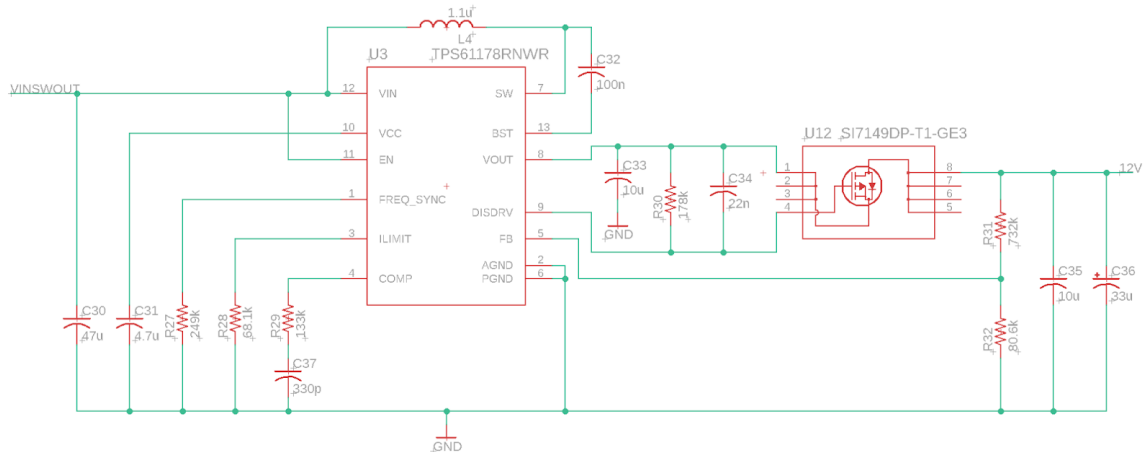 1.1u
L4
U3
TPS61178RNWR
C32
100n
VINSWOUT
12
VIN
SW
7
10
VCC
BST
13
11
EN
VOUT
8
1
FREQ_SYNC
DISDRV
9
3
ILIMIT
FB
5
4
COMP
AGND
2
PGND
6
C33
10u
GND
R30
178k
C34
22n
U12
SI7149DP-T1-GE3
1
2
3
4
8
7
6
5
12V
R31
732k
C35
10u
C36
33u
R32
80.6k
C30
47u
C31
4.7u
R27
249k
R28
68.1k
R29
133k
C37
330p
GND